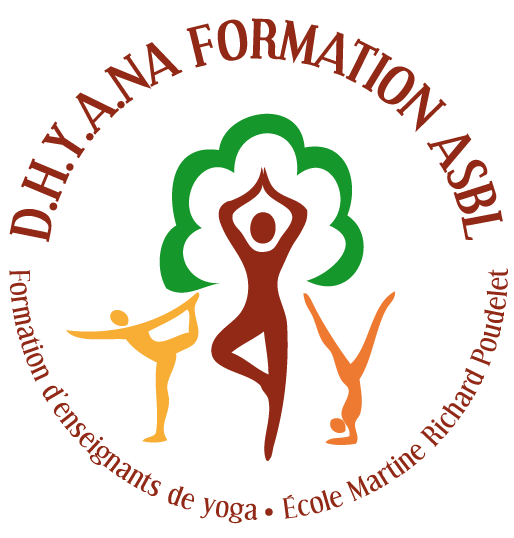 D.H.Y.A.NA FORMATION ASBL
Formation d'enseignants de yoga • École Martine Richard Poudelet